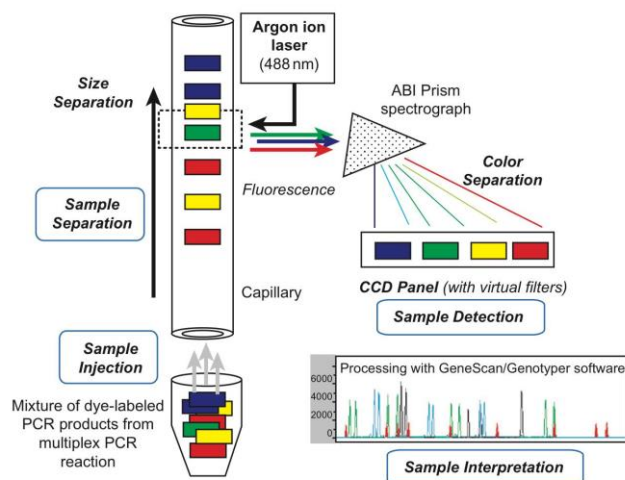 Argon ion
laser
(488 nm)
Size
Separation
ABI Prism
spectrograph
Color
Separation
Fluorescence
Sample
Separation
CCD Panel (with virtual filters)
Sample Detection
Capillary
Sample
Injection
Mixture of dye-labeled
PCR products from
multiplex PCR
reaction
Processing with GeneScan/Genotyper software
6000
4000
2000
0
Sample Interpretation